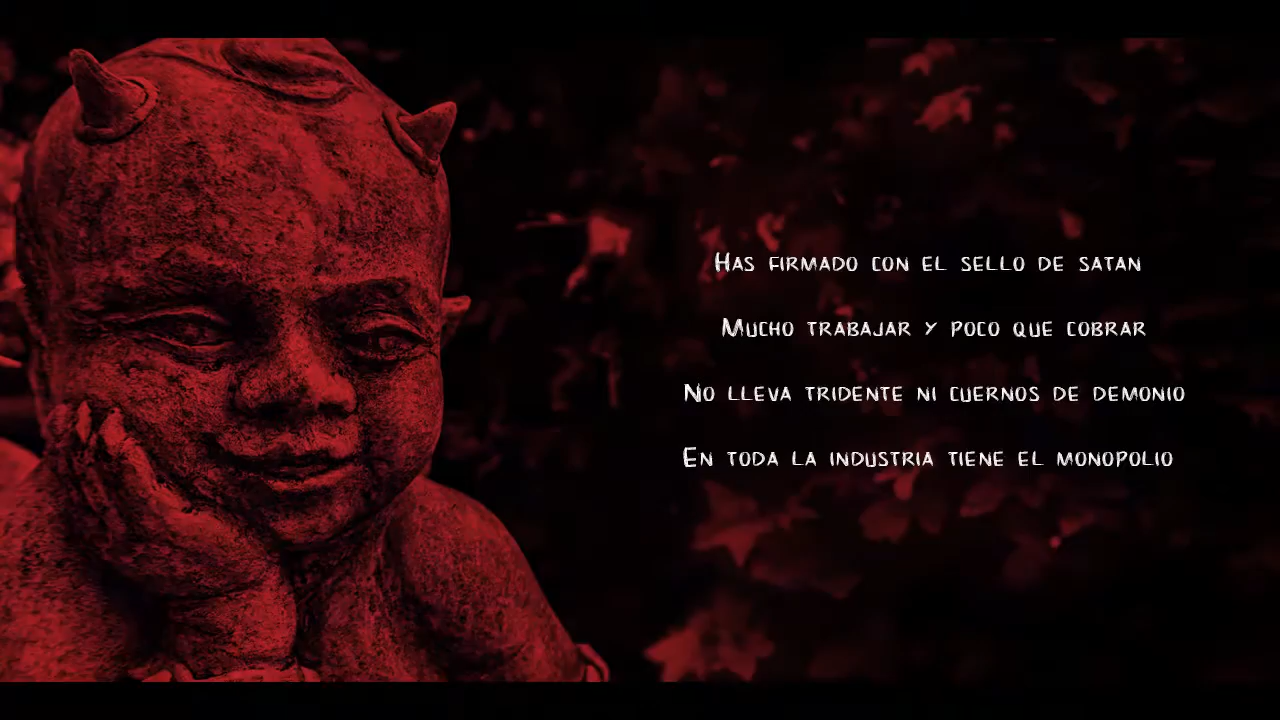 Has firmado con el sello de satan
Mucho trabajar y poco que cobrar
No lleva tridente ni cuernos de demonio
En toda la industria tiene el monopolio